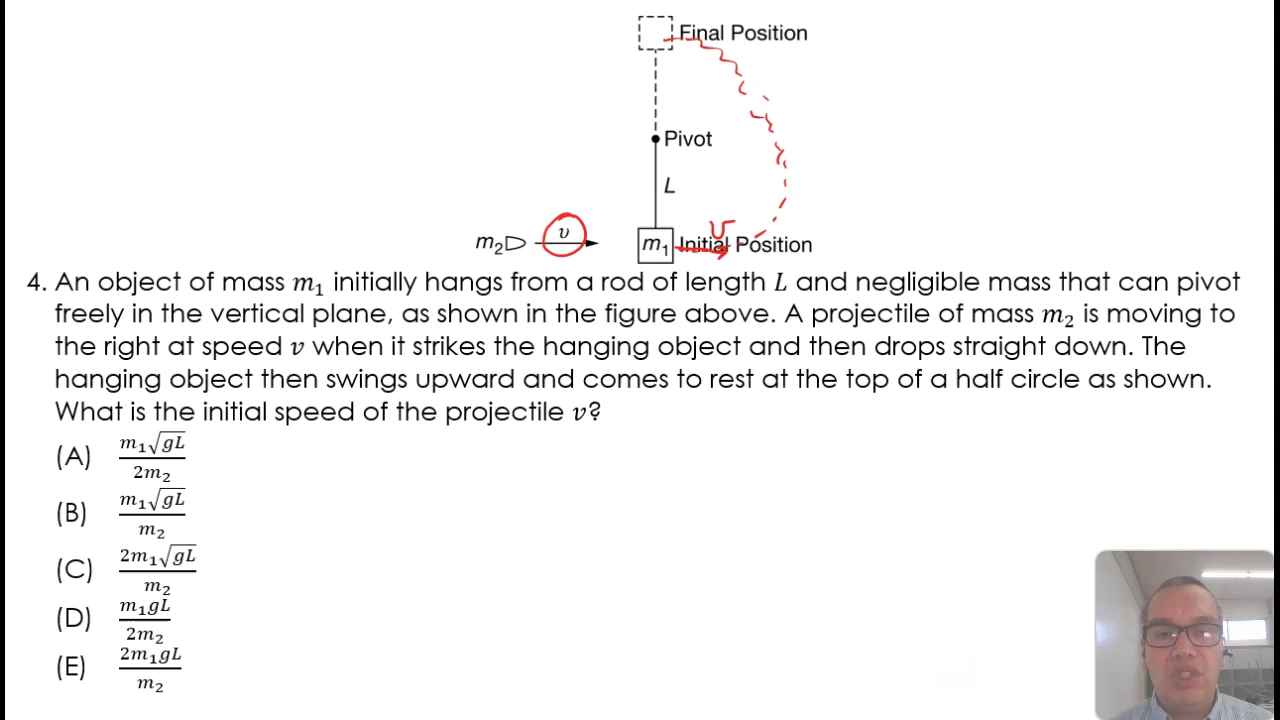 Final Position
Pivot
L
v
m₂ v m₁ Initial Position
4. An object of mass m₁ initially hangs from a rod of length L and negligible mass that can pivot
freely in the vertical plane, as shown in the figure above. A projectile of mass m₂ is moving to
the right at speed v when it strikes the hanging object and then drops straight down. The
hanging object then swings upward and comes to rest at the top of a half circle as shown.
What is the initial speed of the projectile v?
(A) m₁√gL / 2m₂
(B) m₁√gL / m₂
(C) 2m₁√gL / m₂
(D) m₁gL / 2m₂
(E) 2m₁gL / m₂